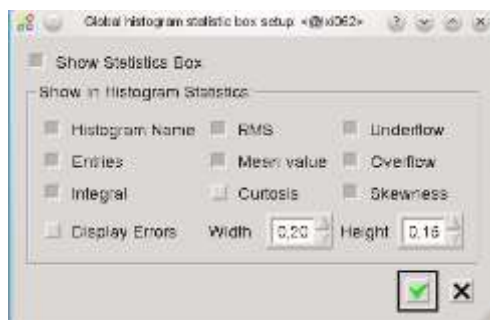 Global histogram statistic box setup <@lxi062>
Show Statistics Box
Show in Histogram Statistics
Histogram Name RMS Underflow
Entries Mean value Overflow
Integral Curtosis Skewness
Display Errors Width 0,20 Height 0,16